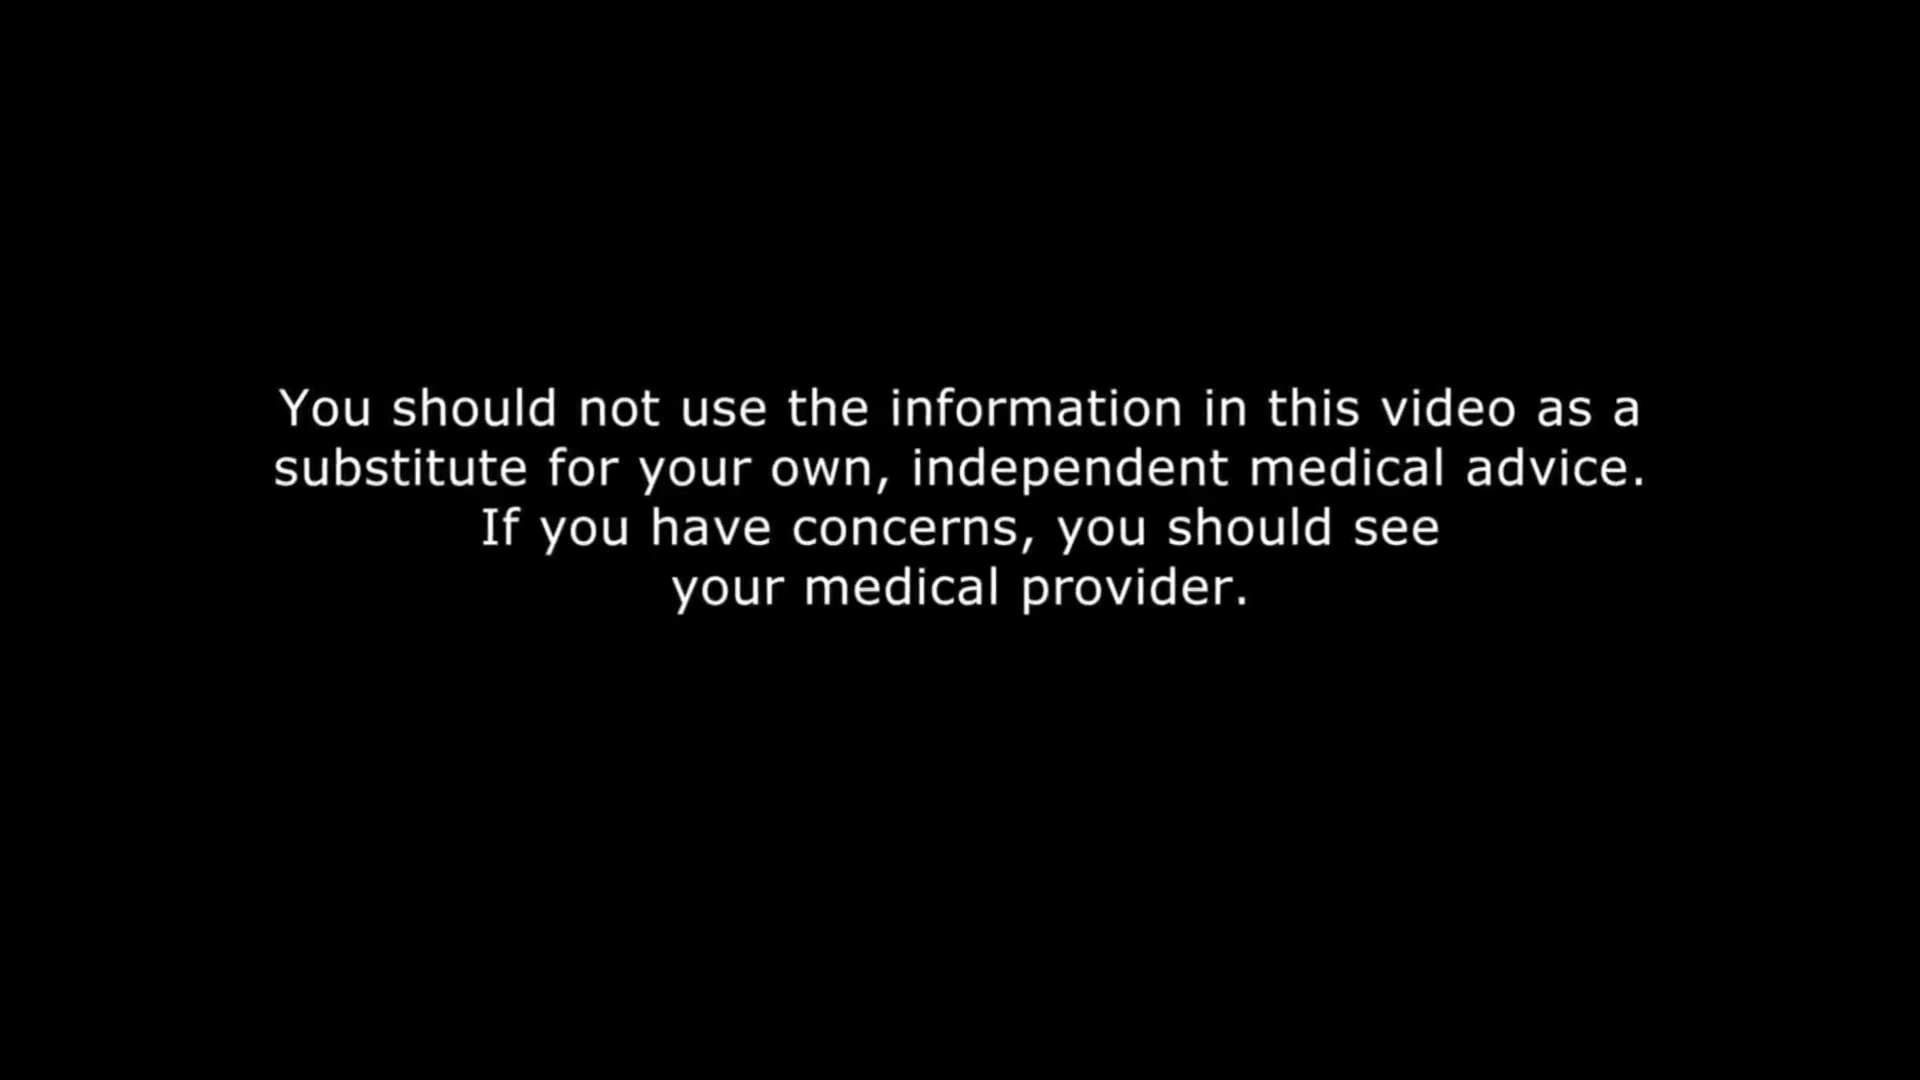 You should not use the information in this video as a
substitute for your own, independent medical advice.
If you have concerns, you should see
your medical provider.